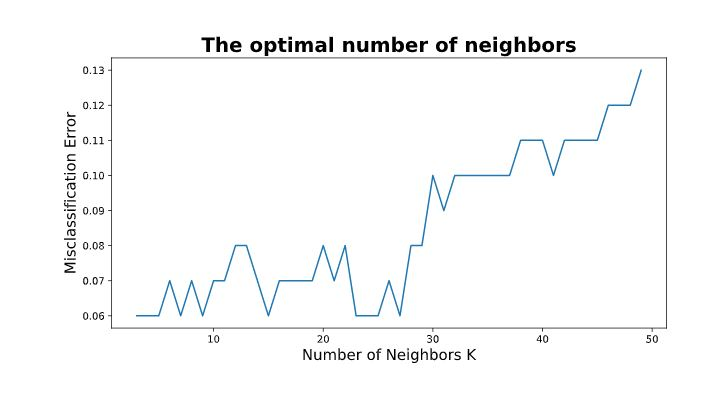 The optimal number of neighbors
Misclassification Error
0.13
0.12
0.11
0.10
0.09
0.08
0.07
0.06
10 20 30 40 50
Number of Neighbors K